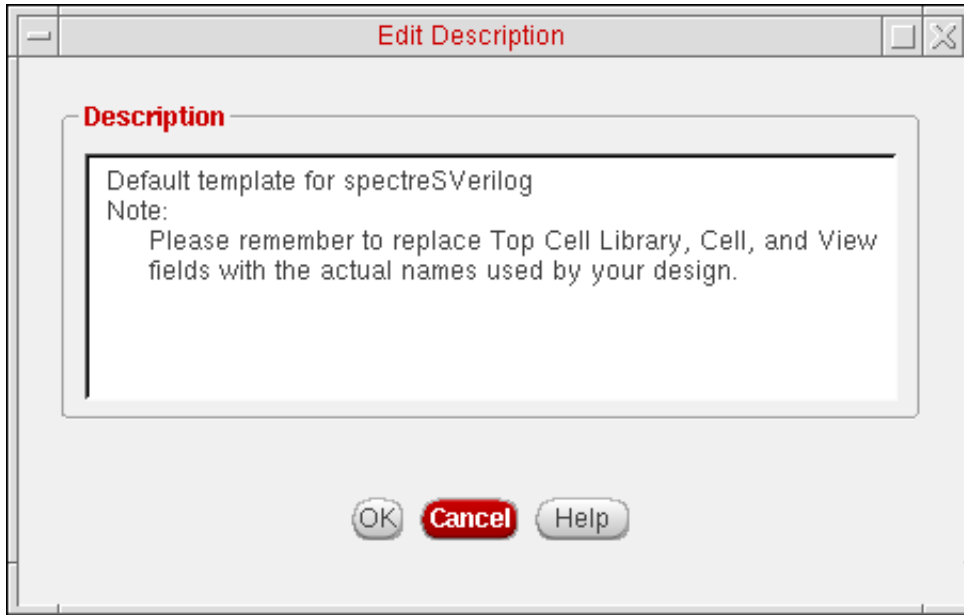 Edit Description
Description
Default template for spectreSVerilog
Note:
Please remember to replace Top Cell Library, Cell, and View
fields with the actual names used by your design.
OK Cancel Help